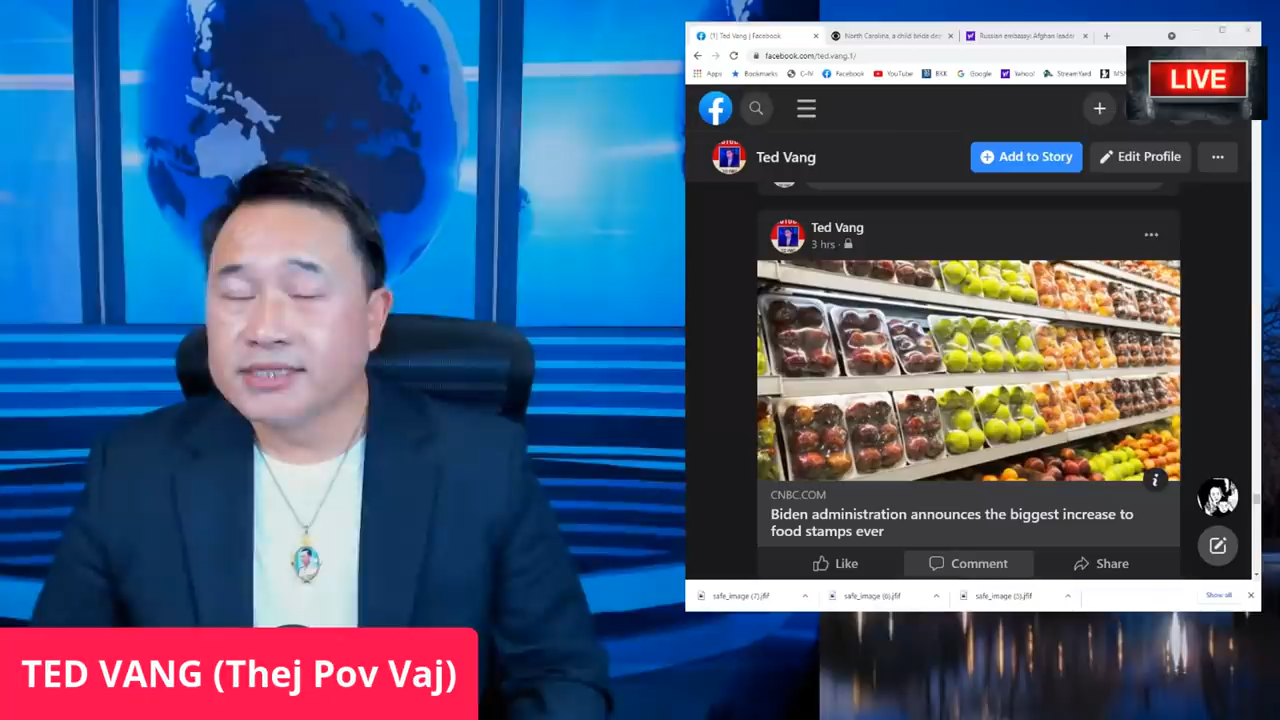 (1) Ted Vang | Facebook
North Carolina, a child bride de
Russian embassy: Afghan leader
facebook.com/ted.vang.1/
Apps
Bookmarks
C-IV
Facebook
YouTube
BKK
Google
Yahoo!
StreamYard
LIVE
Ted Vang
Add to Story
Edit Profile
Ted Vang
3 hrs ·
CNBC.COM
Biden administration announces the biggest increase to
food stamps ever
Like
Comment
Share
safe_image (7).jfif
safe_image (6).jfif
safe_image (5).jfif
Show all
TED VANG (Thej Pov Vaj)